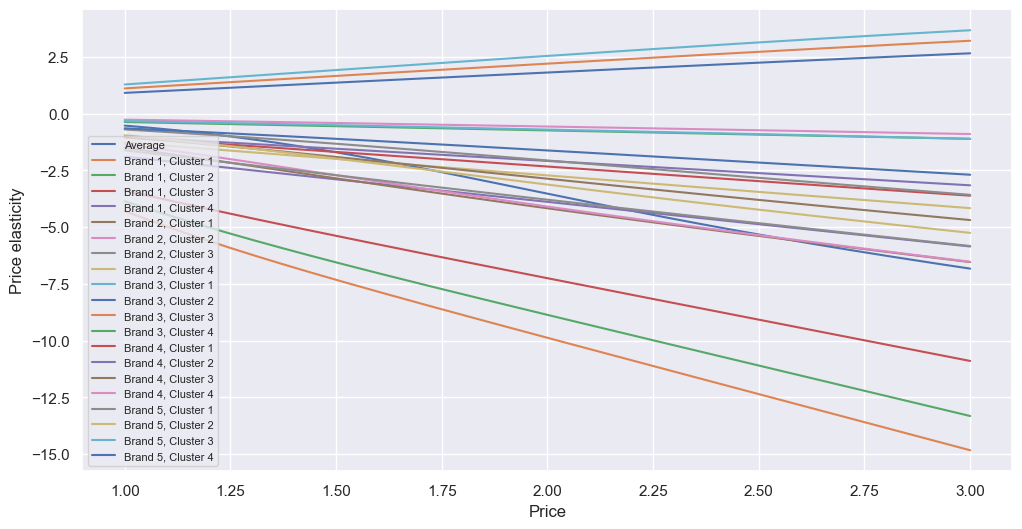 2.5
0.0
−2.5
−5.0
−7.5
−10.0
−12.5
−15.0
Price elasticity
Average
Brand 1, Cluster 1
Brand 1, Cluster 2
Brand 1, Cluster 3
Brand 1, Cluster 4
Brand 2, Cluster 1
Brand 2, Cluster 2
Brand 2, Cluster 3
Brand 2, Cluster 4
Brand 3, Cluster 1
Brand 3, Cluster 2
Brand 3, Cluster 3
Brand 3, Cluster 4
Brand 4, Cluster 1
Brand 4, Cluster 2
Brand 4, Cluster 3
Brand 4, Cluster 4
Brand 5, Cluster 1
Brand 5, Cluster 2
Brand 5, Cluster 3
Brand 5, Cluster 4
1.00 1.25 1.50 1.75 2.00 2.25 2.50 2.75 3.00
Price